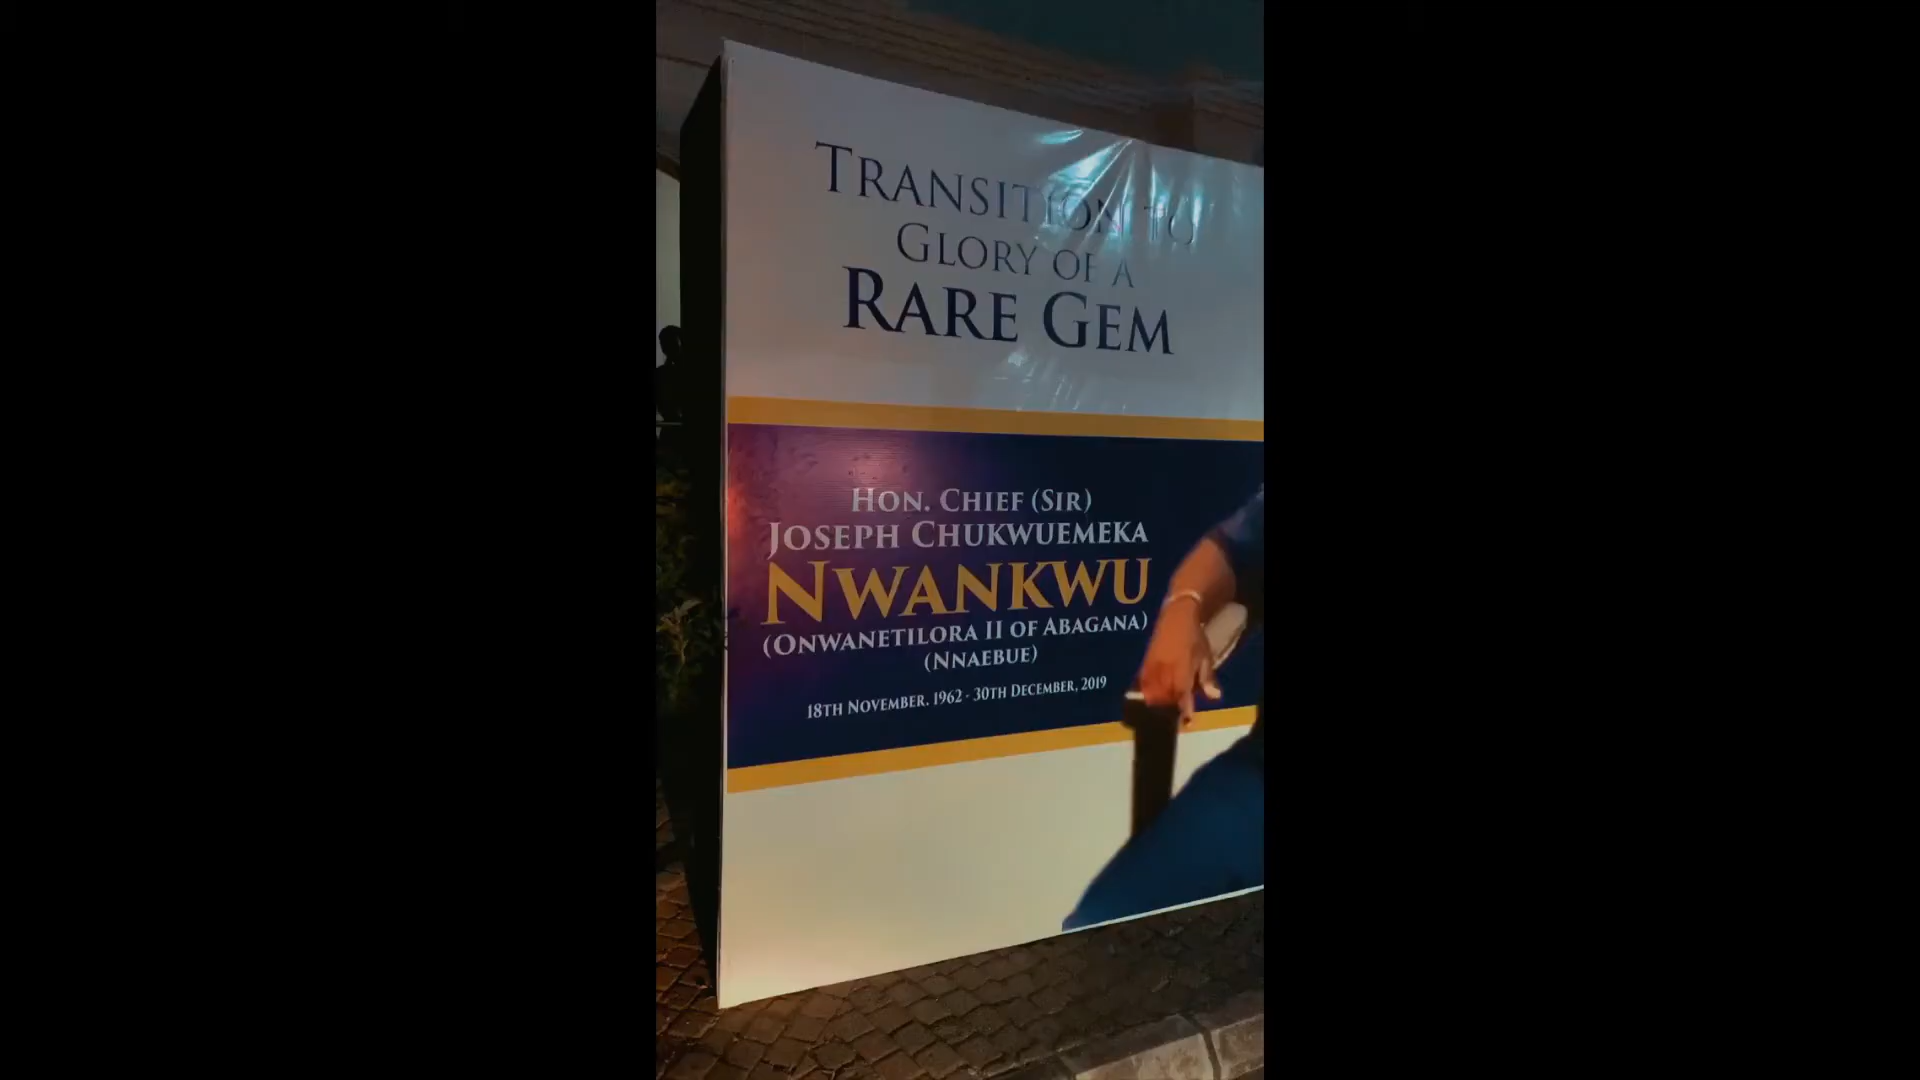 TRANSITION TO
GLORY OF A
RARE GEM
HON. CHIEF (SIR)
JOSEPH CHUKWUEMEKA
NWANKWU
(ONWANETILORA II OF ABAGANA)
(NNAEBUE)
18TH NOVEMBER. 1962 - 30TH DECEMBER, 2019